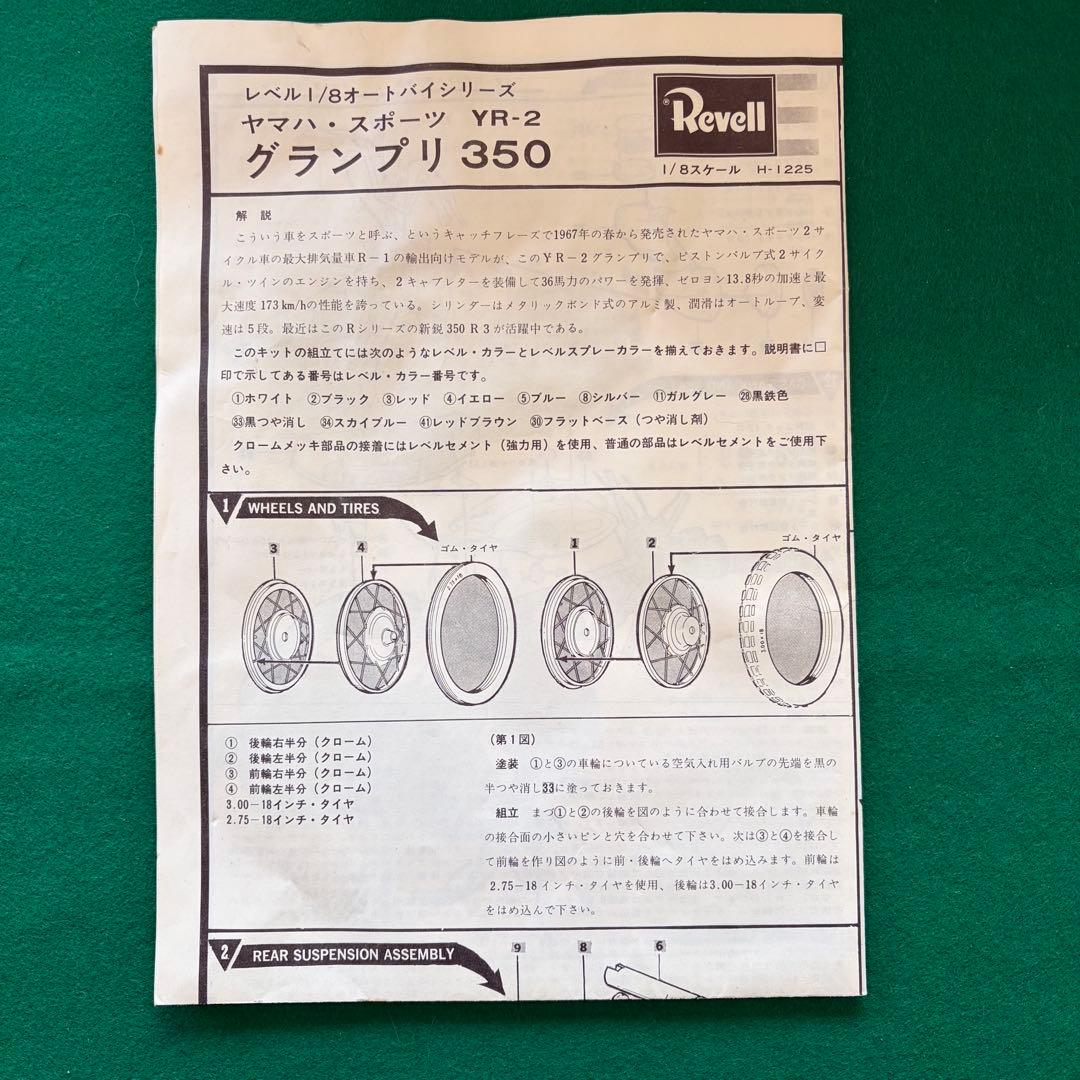 レベル1/8オートバイシリーズ
ヤマハ・スポーツ YR-2
グランプリ350
Revell
1/8スケール H-1225
解 説
こういう車をスポーツと呼ぶ、というキャッチフレーズで1967年の春から発売されたヤマハ・スポーツ2サ
イクル車の最大排気量車R－1の輸出向けモデルが、このYR－2グランプリで、ピストンバルブ式2サイク
ル・ツインのエンジンを持ち、2キャブレターを装備して36馬力のパワーを発揮、ゼロヨン13.8秒の加速と最
大速度173km/hの性能を誇っている。シリンダーはメタリックボンド式のアルミ製、潤滑はオートルーブ、変
速は5段。最近はこのRシリーズの新鋭350R3が活躍中である。
このキットの組立てには次のようなレベル・カラーとレベルスプレーカラーを揃えておきます。説明書に□
印で示してある番号はレベル・カラー番号です。
①ホワイト ②ブラック ③レッド ④イエロー ⑤ブルー ⑧シルバー ⑪ガルグレー ㉘黒鉄色
㉝黒つや消し ㉞スカイブルー ㊶レッドブラウン ㉚フラットベース（つや消し剤）
クロームメッキ部品の接着にはレベルセメント（強力用）を使用、普通の部品はレベルセメントをご使用下
さい。
1 WHEELS AND TIRES
3 4 ゴム・タイヤ 1 2 ゴム・タイヤ
2.75×18
3.00×18
① 後輪右半分（クローム）
② 後輪左半分（クローム）
③ 前輪右半分（クローム）
④ 前輪左半分（クローム）
3.00－18インチ・タイヤ
2.75－18インチ・タイヤ
（第1図）
塗装 ①と③の車輪についている空気入れ用バルブの先端を黒の
半つや消し33に塗っておきます。
組立 まづ①と②の後輪を図のように合わせて接合します。車輪
の接合面の小さいピンと穴を合わせて下さい。次は③と④を接合し
て前輪を作り図のように前・後輪へタイヤをはめ込みます。前輪は
2.75－18インチ・タイヤを使用、後輪は3.00－18インチ・タイヤ
をはめ込んで下さい。
2 REAR SUSPENSION ASSEMBLY
9 8 6